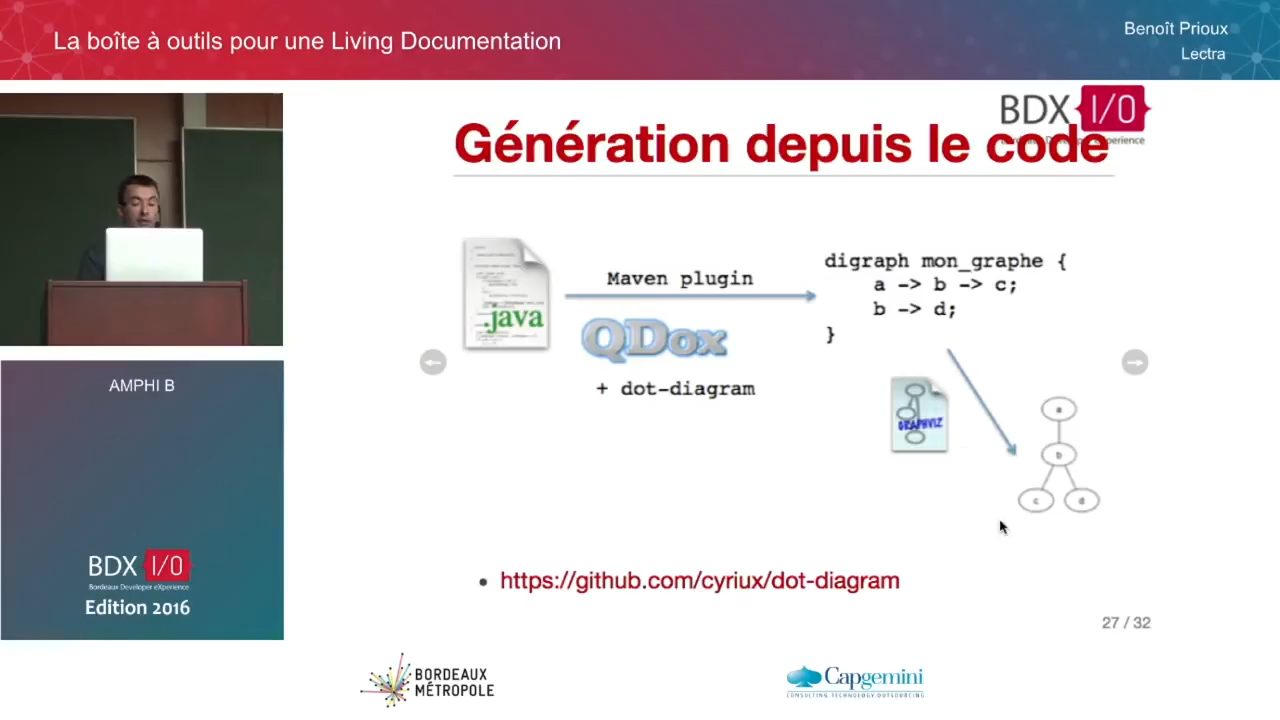 La boîte à outils pour une Living Documentation
Benoît Prioux
Lectra
BDX I/O
Génération depuis le code
.java
Maven plugin
QDox
+ dot-diagram
digraph mon_graphe {
a -> b -> c;
b -> d;
}
GRAPHVIZ
a
b
c
d
https://github.com/cyriux/dot-diagram
27 / 32
AMPHI B
BDX I/O
Bordeaux Developer eXperience
Edition 2016
BORDEAUX
MÉTROPOLE
Capgemini
CONSULTING.TECHNOLOGY.OUTSOURCING